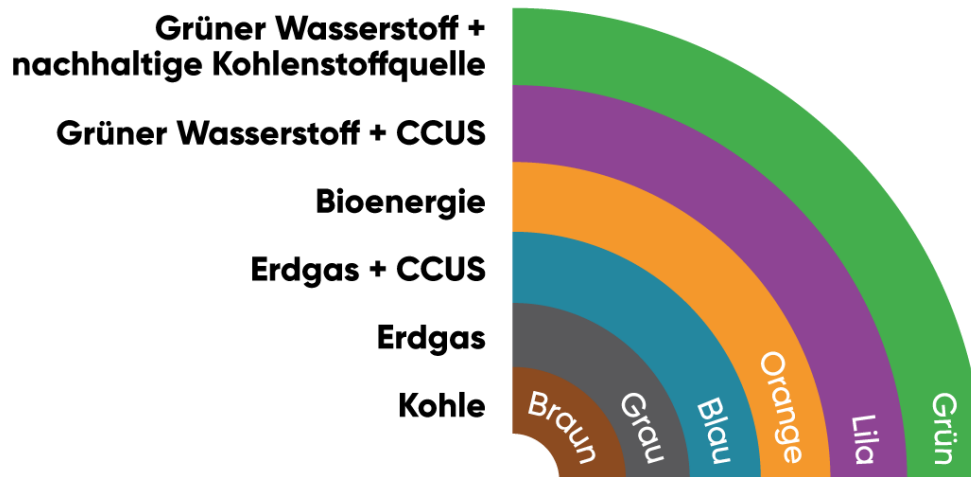 Grüner Wasserstoff +
nachhaltige Kohlenstoffquelle
Grüner Wasserstoff + CCUS
Bioenergie
Erdgas + CCUS
Erdgas
Kohle
Braun
Grau
Blau
Orange
Lila
Grün